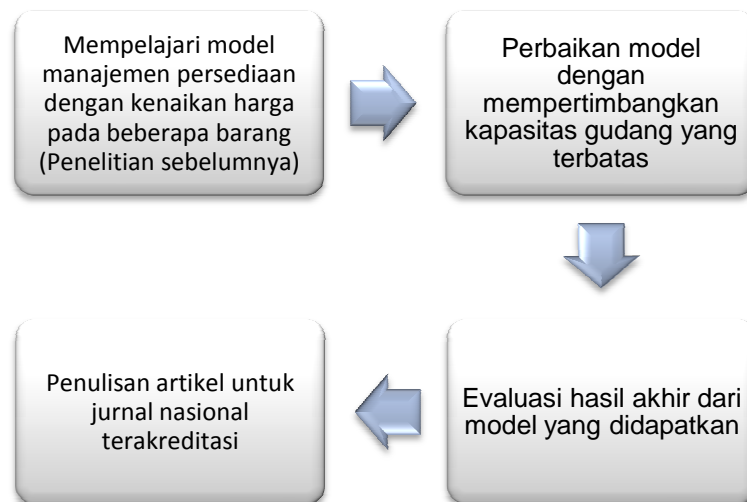 Mempelajari model
manajemen persediaan
dengan kenaikan harga
pada beberapa barang
(Penelitian sebelumnya)
Perbaikan model
dengan
mempertimbangkan
kapasitas gudang yang
terbatas
Evaluasi hasil akhir dari
model yang didapatkan
Penulisan artikel untuk
jurnal nasional
terakreditasi